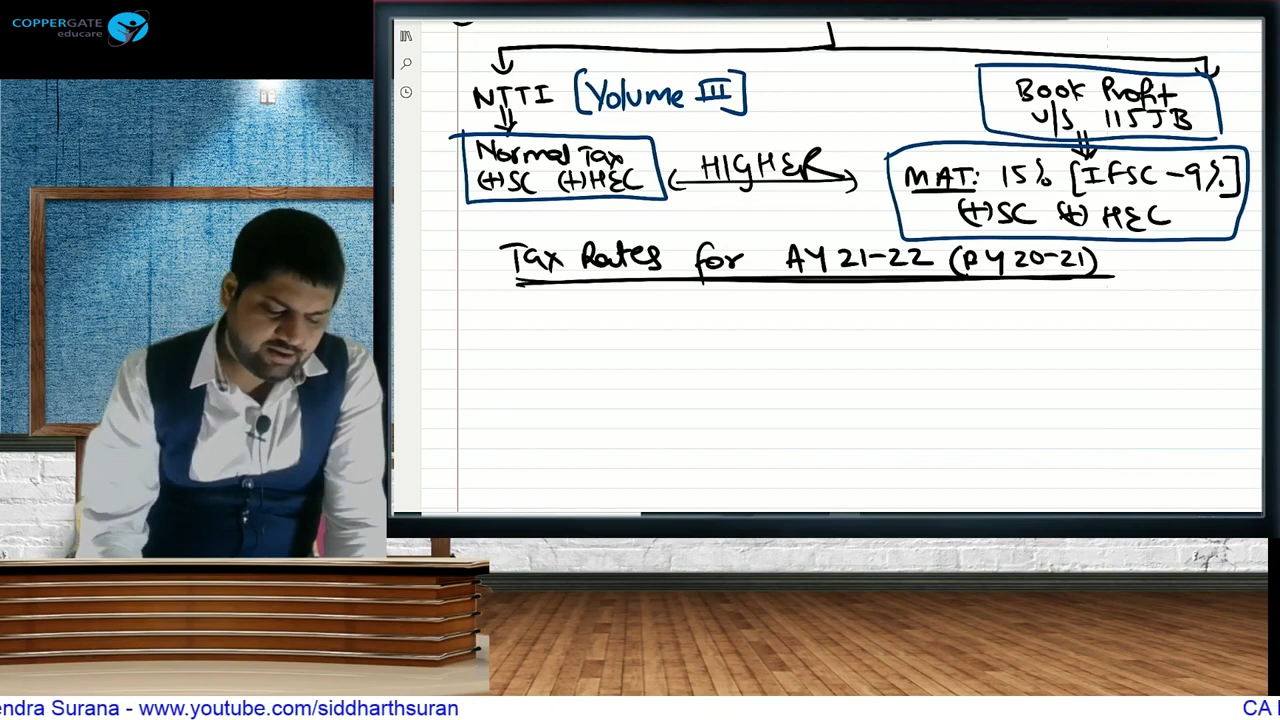 COPPERGATE
educare
NTTI [Volume III]
Book Profit
u/s 115JB
Normal Tax
(+) SC (+) HEC
HIGHER
MAT: 15% [IFSC - 9%]
(+) SC (+) HEC
Tax Rates for AY 21-22 (PY 20-21)
endra Surana - www.youtube.com/siddharthsuran
CA